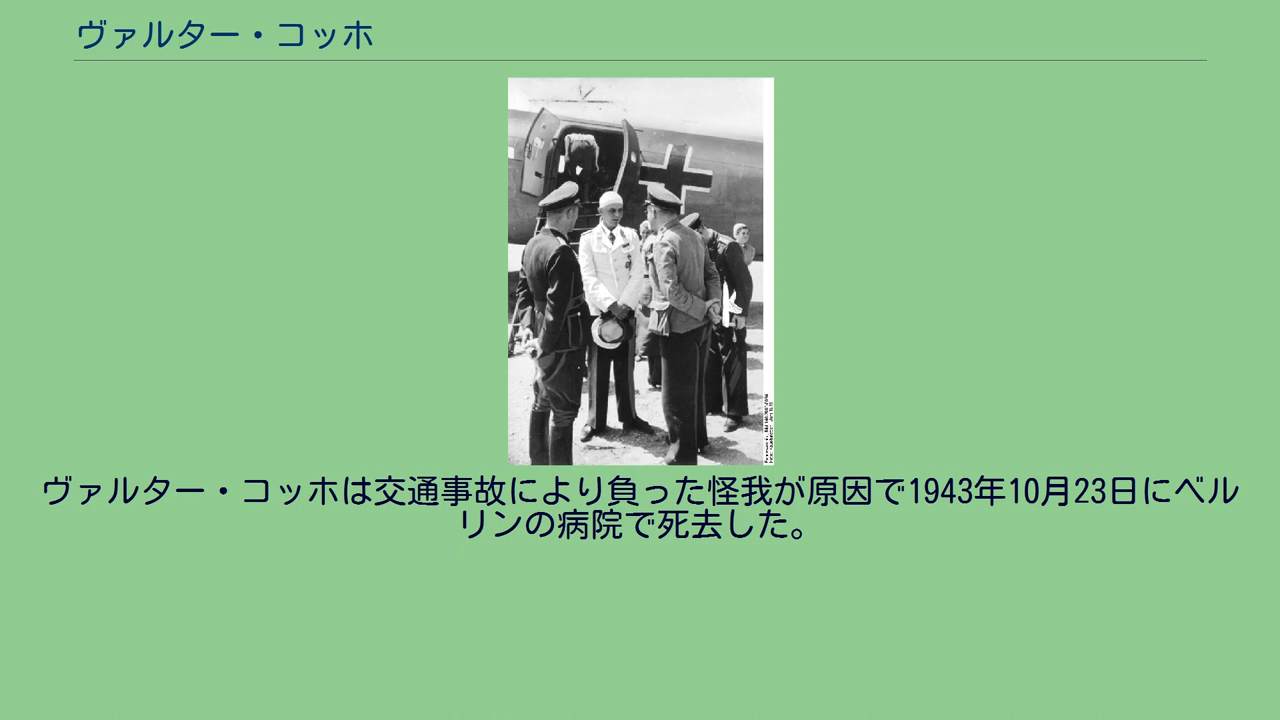 ヴァルター・コッホ
ヴァルター・コッホは交通事故により負った怪我が原因で1943年10月23日にベル
リンの病院で死去した。